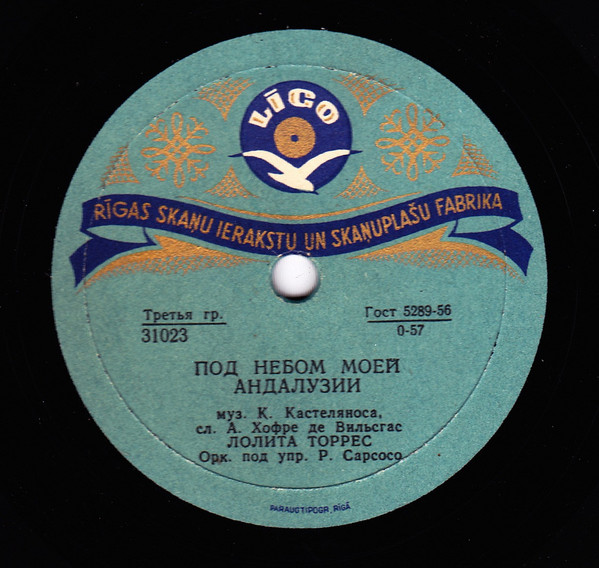 LĪGO
RĪGAS SKAŅU IERAKSTU UN SKAŅUPLAŠU FABRIKA
Третья гр.
31023
Гост 5289-56
0-57
ПОД НЕБОМ МОЕЙ
АНДАЛУЗИИ
муз. К. Кастеляноса,
сл. А. Хофре де Вильсгас
ЛОЛИТА ТОРРЕС
Орк. под упр. Р. Сарсосо
PARAUGTIPOGR. RĪGĀ